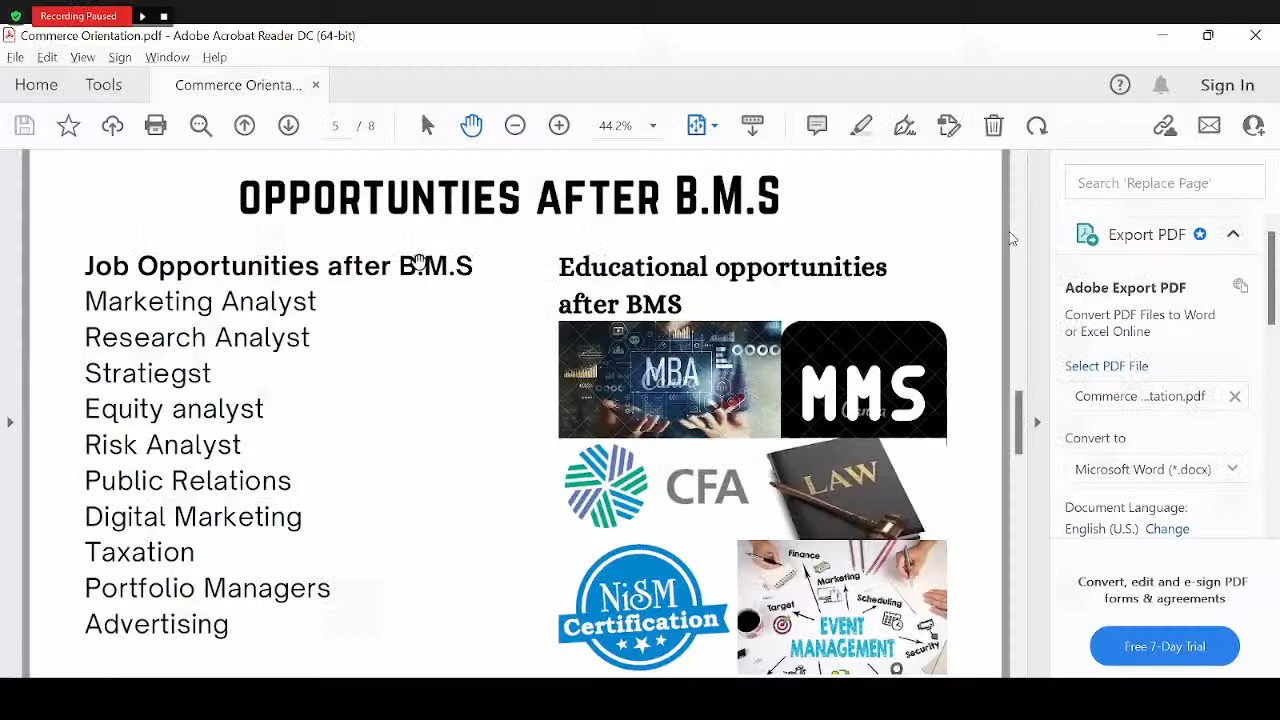 Recording Paused
Commerce Orientation.pdf - Adobe Acrobat Reader DC (64-bit)
File Edit View Sign Window Help
Home Tools Commerce Orienta... ×
Sign In
5 / 8
44.2%
OPPORTUNTIES AFTER B.M.S
Job Opportunities after B.M.S
Marketing Analyst
Research Analyst
Stratiegst
Equity analyst
Risk Analyst
Public Relations
Digital Marketing
Taxation
Portfolio Managers
Advertising
Educational opportunities
after BMS
MBA
MMS
CFA
LAW
NiSM
Certification
Finance
Marketing
Target
Scheduling
EVENT
MANAGEMENT
Security
Search 'Replace Page'
Export PDF
Adobe Export PDF
Convert PDF Files to Word
or Excel Online
Select PDF File
Commerce ...tation.pdf
Convert to
Microsoft Word (*.docx)
Document Language:
English (U.S.) Change
Convert, edit and e-sign PDF
forms & agreements
Free 7-Day Trial